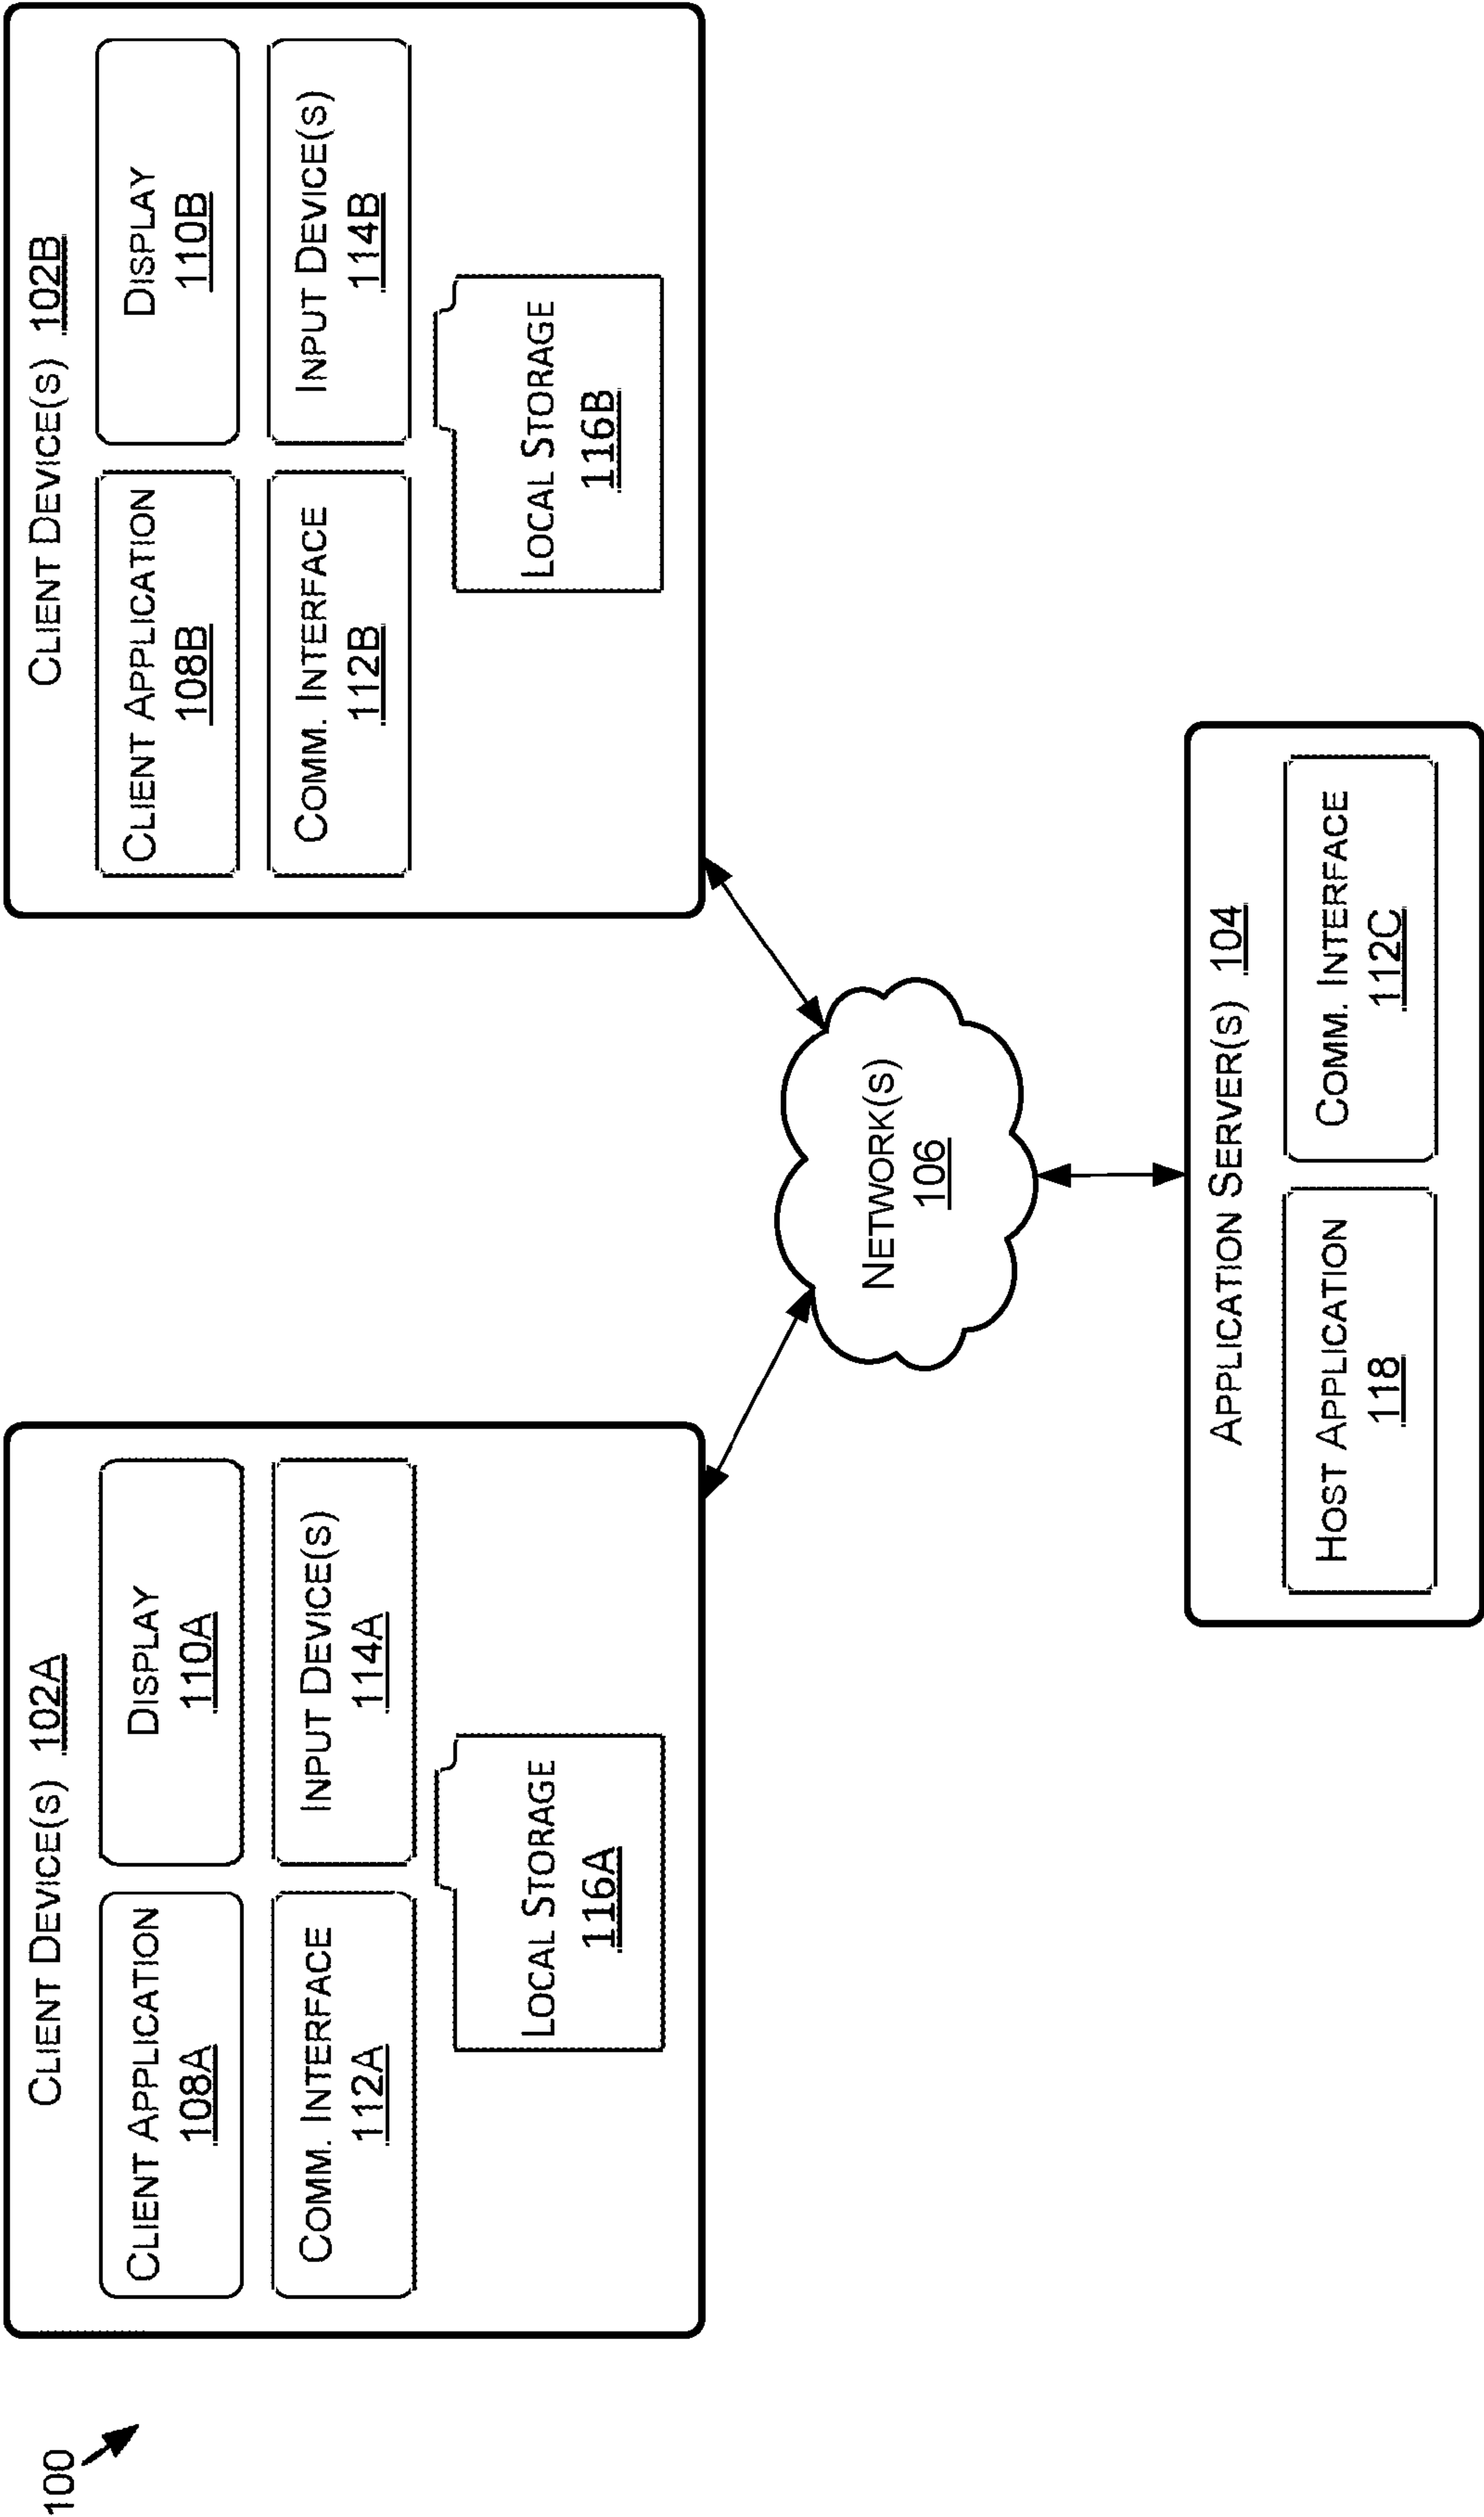 100
CLIENT DEVICE(S) 102A
CLIENT APPLICATION
108A
DISPLAY
110A
COMM. INTERFACE
112A
INPUT DEVICE(S)
114A
LOCAL STORAGE
116A
CLIENT DEVICE(S) 102B
CLIENT APPLICATION
108B
DISPLAY
110B
COMM. INTERFACE
112B
INPUT DEVICE(S)
114B
LOCAL STORAGE
116B
NETWORK(S)
106
APPLICATION SERVER(S) 104
HOST APPLICATION
118
COMM. INTERFACE
112C